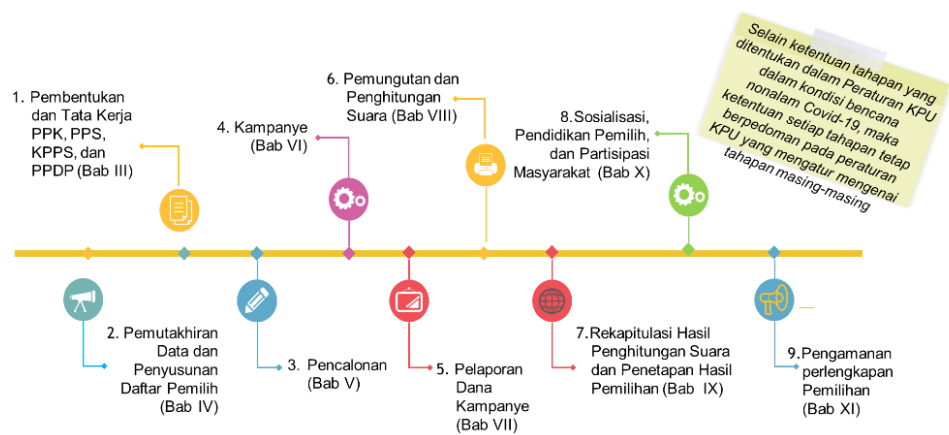 1. Pembentukan
dan Tata Kerja
PPK, PPS,
KPPS, dan
PPDP (Bab III)
2. Pemutakhiran
Data dan
Penyusunan
Daftar Pemilih
(Bab IV)
3. Pencalonan
(Bab V)
4. Kampanye
(Bab VI)
5. Pelaporan
Dana
Kampanye
(Bab VII)
6. Pemungutan dan
Penghitungan
Suara (Bab VIII)
7.Rekapitulasi Hasil
Penghitungan Suara
dan Penetapan Hasil
Pemilihan (Bab IX)
8.Sosialisasi,
Pendidikan Pemilih,
dan Partisipasi
Masyarakat (Bab X)
9.Pengamanan
perlengkapan
Pemilihan
(Bab XI)
Selain ketentuan tahapan yang
ditentukan dalam Peraturan KPU
dalam kondisi bencana
nonalam Covid-19, maka
ketentuan setiap tahapan tetap
berpedoman pada peraturan
KPU yang mengatur mengenai
tahapan masing-masing